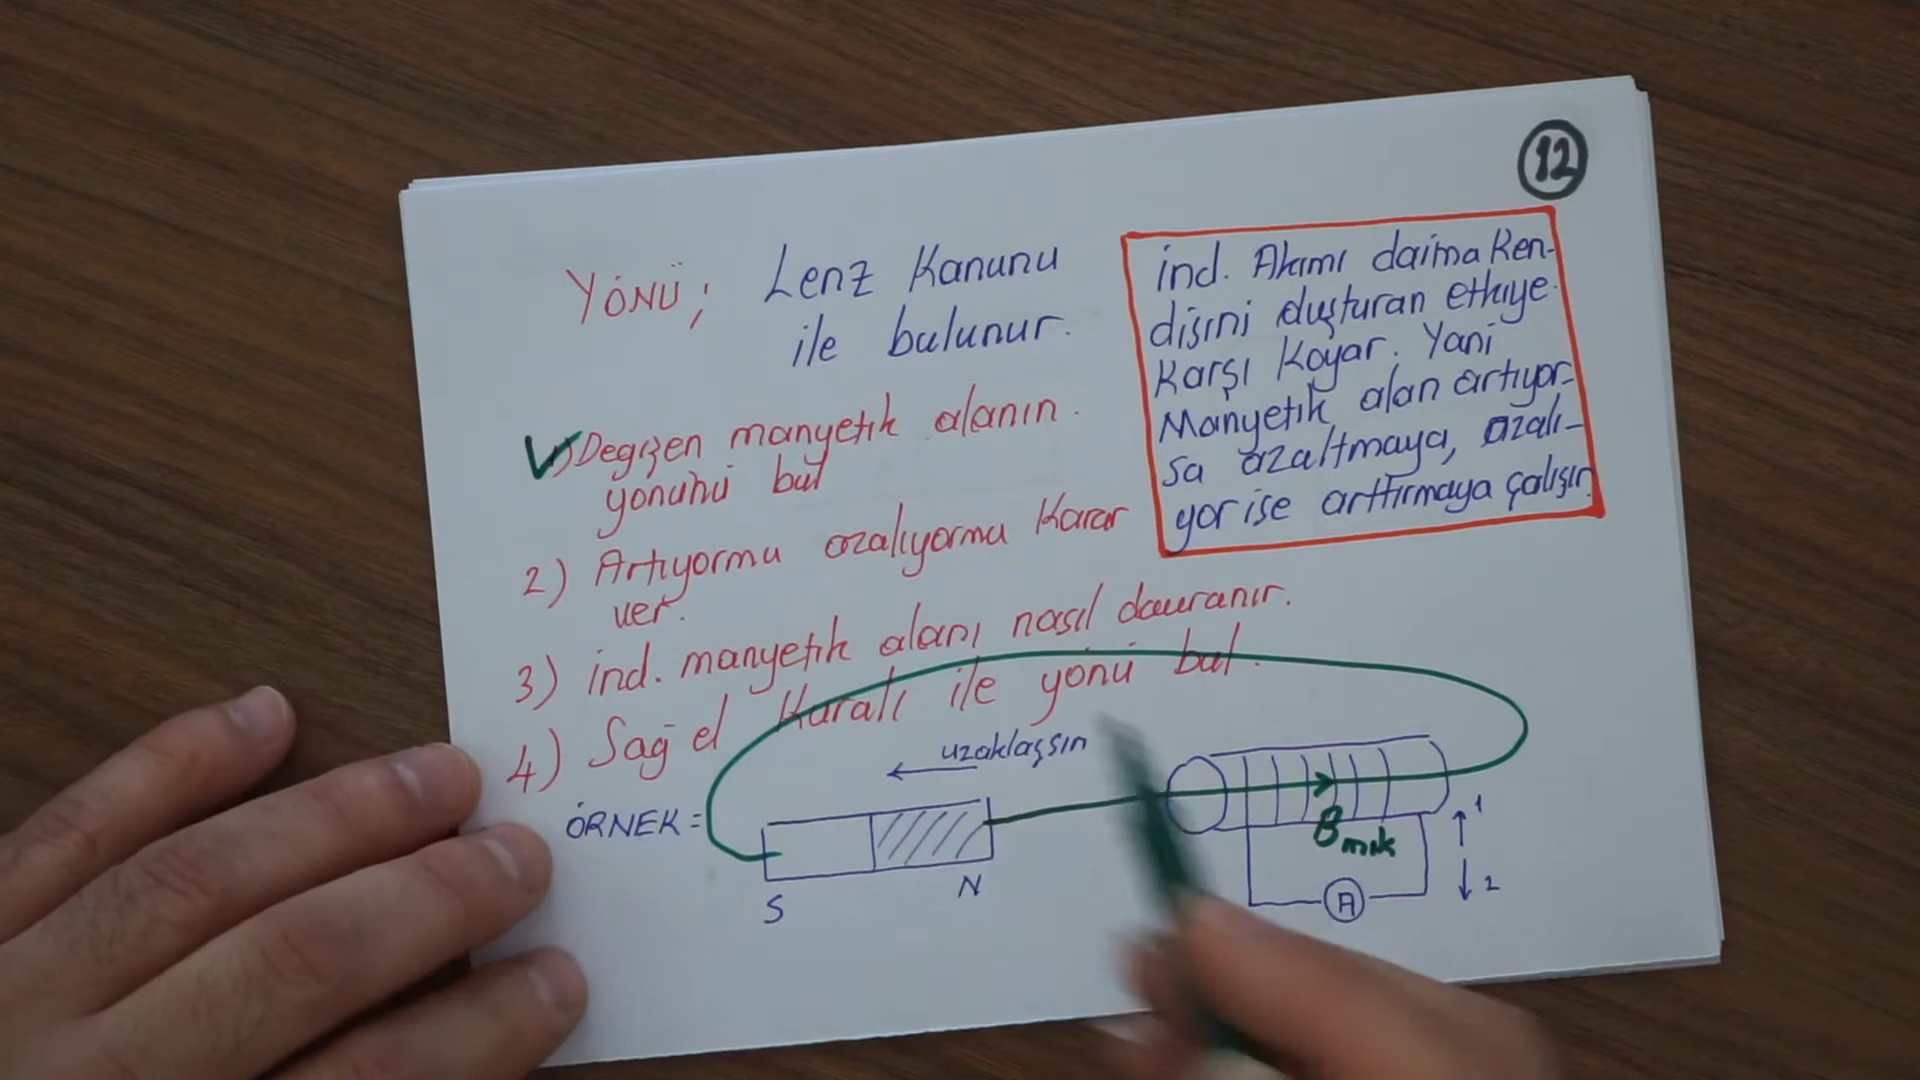 12
YÖNÜ; Lenz Kanunu
ile bulunur.
1) Değişen manyetik alanın
yönünü bul
2) Artıyormu azalıyormu Karar
ver.
3) ind. manyetik alanı nasıl davranır.
4) Sağ el Karalı ile yönü bul.
ind. Akımı daima Ken-
disini duşturan etkiye
Karşı Koyar. Yani
Manyetik alan artıyor-
sa azaltmaya, azalı-
yor ise arttırmaya çalışır.
ÖRNEK =
uzaklaşsın
S
N
Bmık
A
1
2